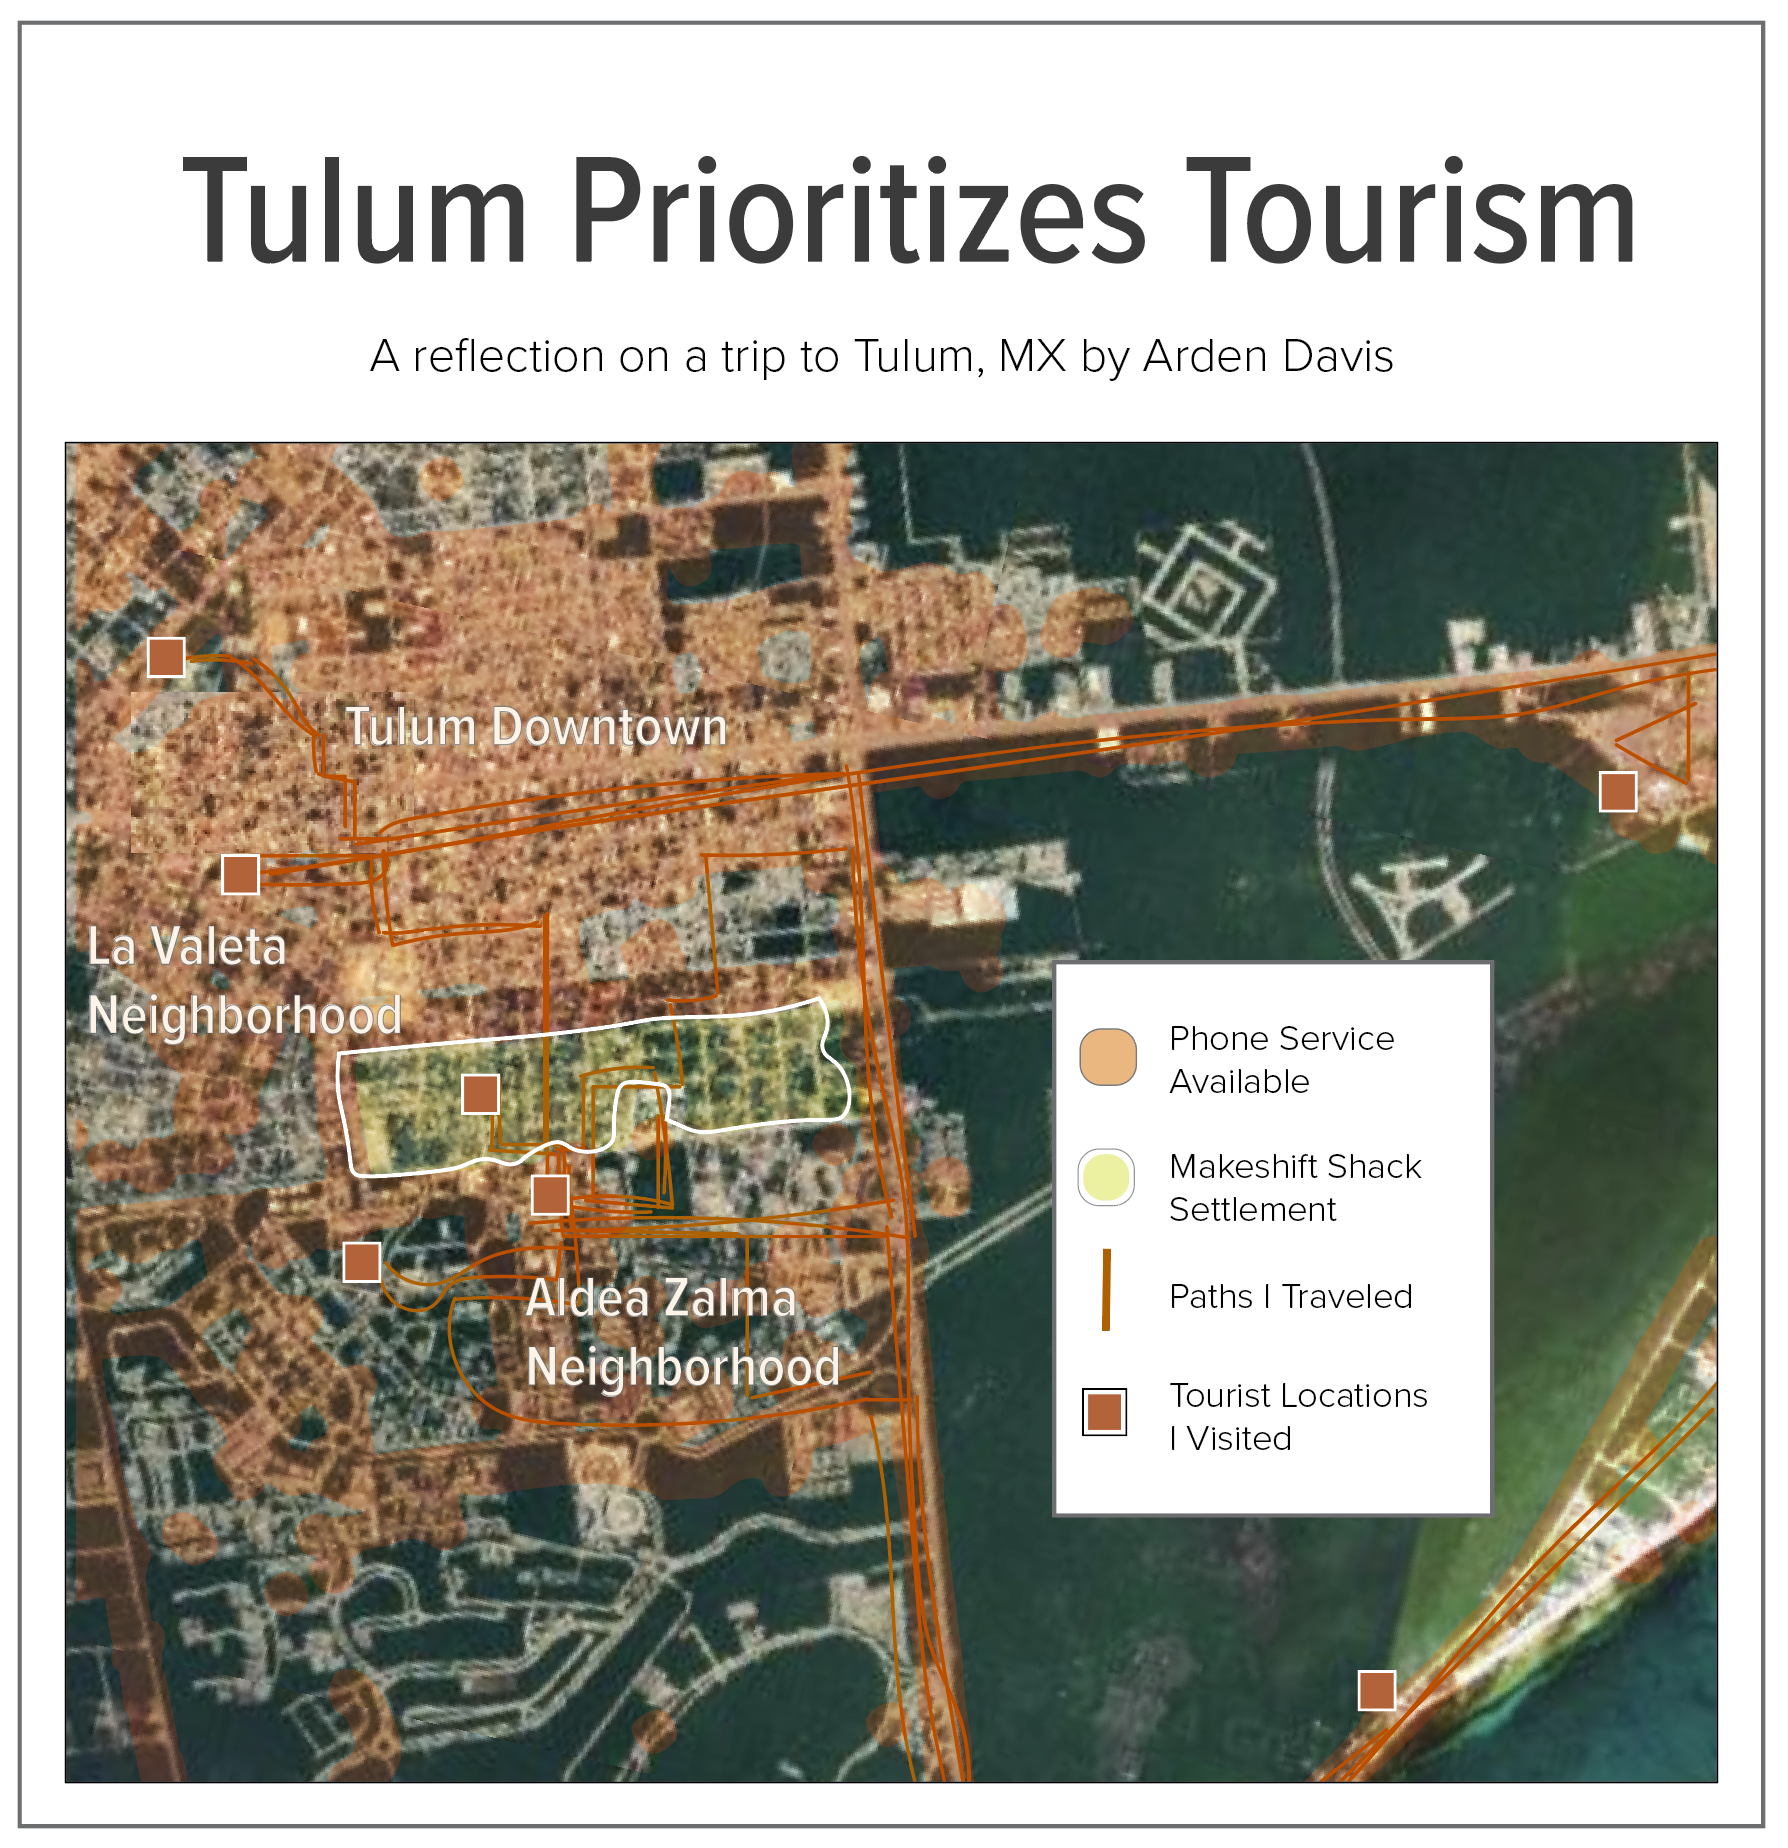 Tulum Prioritizes Tourism
A reflection on a trip to Tulum, MX by Arden Davis
Tulum Downtown
La Valeta
Neighborhood
Phone Service
Available
Makeshift Shack
Settlement
Paths I Traveled
Aldea Zalma
Neighborhood
Tourist Locations
I Visited